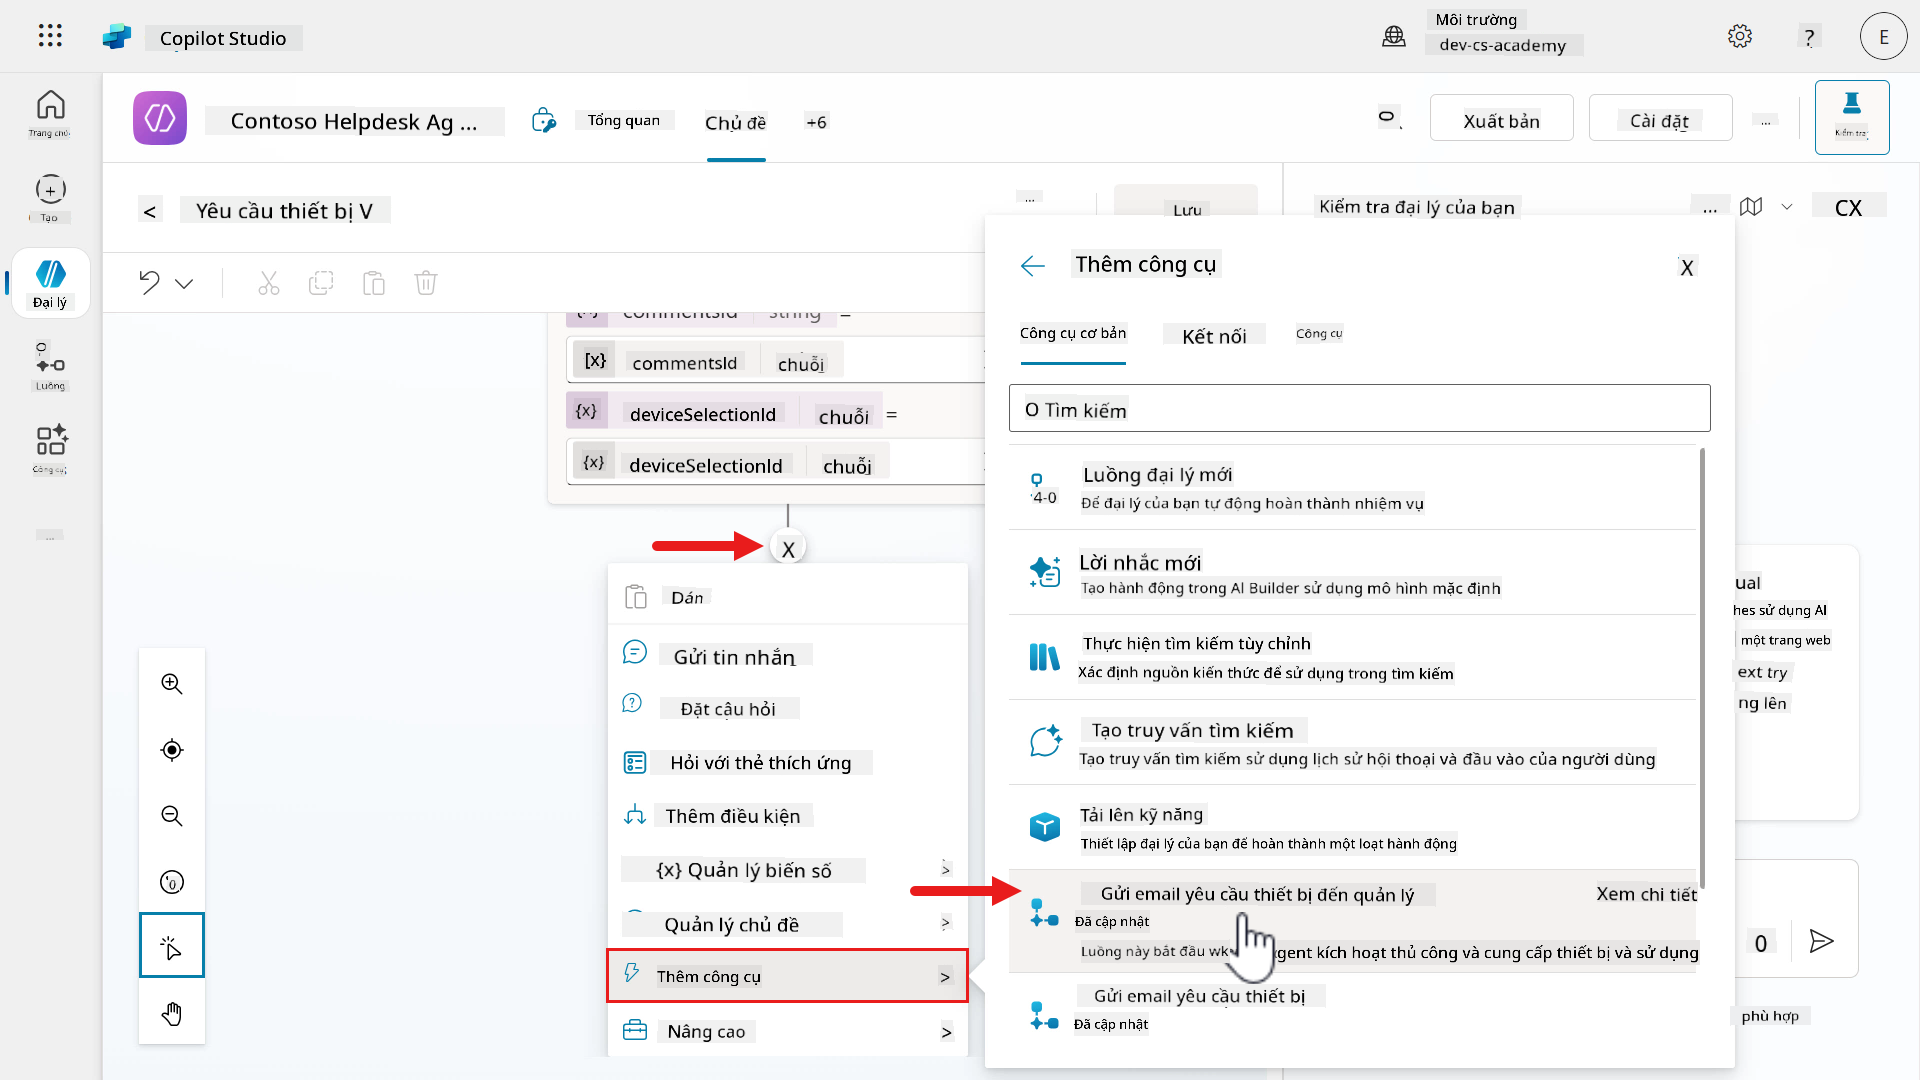 Copilot Studio
Môi trường
dev-cs-academy
?
E
Trang chủ
Tạo
Đại lý
Luồng
Công cụ
...
Contoso Helpdesk Ag ...
Tổng quan
Chủ đề
+6
Xuất bản
Cài đặt
...
Kiểm tra
< Yêu cầu thiết bị V
...
Lưu
Kiểm tra đại lý của bạn
...
CX
commentsId string =
[x] commentsId chuỗi
{x} deviceSelectionId chuỗi =
{x} deviceSelectionId chuỗi
X
Dán
Gửi tin nhắn
Đặt câu hỏi
Hỏi với thẻ thích ứng
Thêm điều kiện
{x} Quản lý biến số >
Quản lý chủ đề >
Thêm công cụ >
Nâng cao >
Thêm công cụ
X
Công cụ cơ bản
Kết nối
Công cụ
O Tìm kiếm
Luồng đại lý mới
4-0
Để đại lý của bạn tự động hoàn thành nhiệm vụ
Lời nhắc mới
Tạo hành động trong AI Builder sử dụng mô hình mặc định
Thực hiện tìm kiếm tùy chỉnh
Xác định nguồn kiến thức để sử dụng trong tìm kiếm
Tạo truy vấn tìm kiếm
Tạo truy vấn tìm kiếm sử dụng lịch sử hội thoại và đầu vào của người dùng
Tải lên kỹ năng
Thiết lập đại lý của bạn để hoàn thành một loạt hành động
Gửi email yêu cầu thiết bị đến quản lý
Xem chi tiết
Đã cập nhật
Luồng này bắt đầu gent kích hoạt thủ công và cung cấp thiết bị và sử dụng
Gửi email yêu cầu thiết bị
Đã cập nhật
ual
hes sử dụng AI
một trang web
ext try
ng lên
0
phù hợp